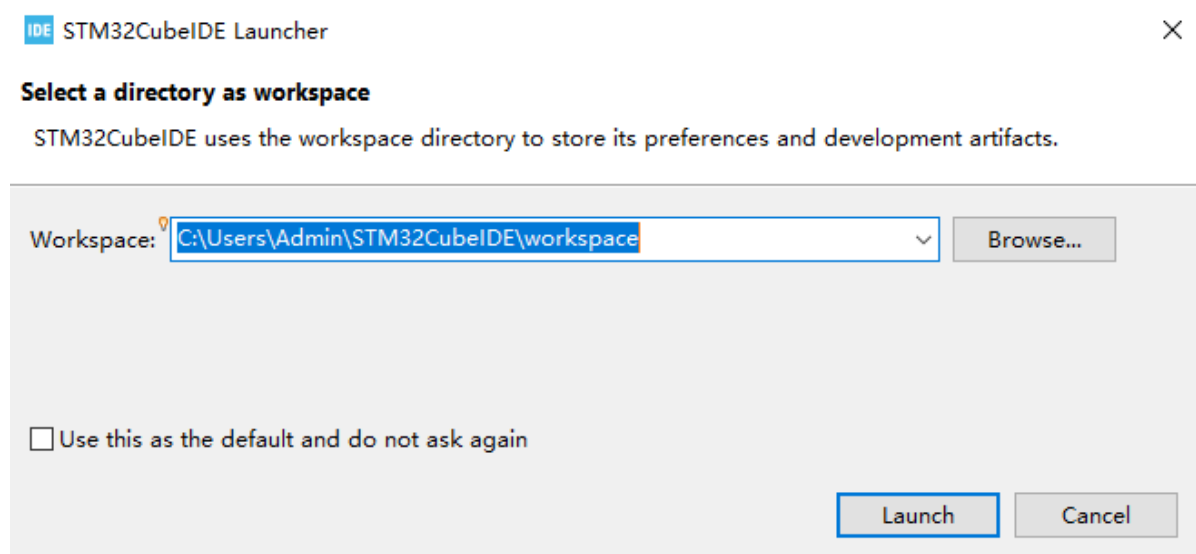 IDE STM32CubeIDE Launcher
Select a directory as workspace
STM32CubeIDE uses the workspace directory to store its preferences and development artifacts.
Workspace: C:\Users\Admin\STM32CubeIDE\workspace Browse...
Use this as the default and do not ask again
Launch Cancel